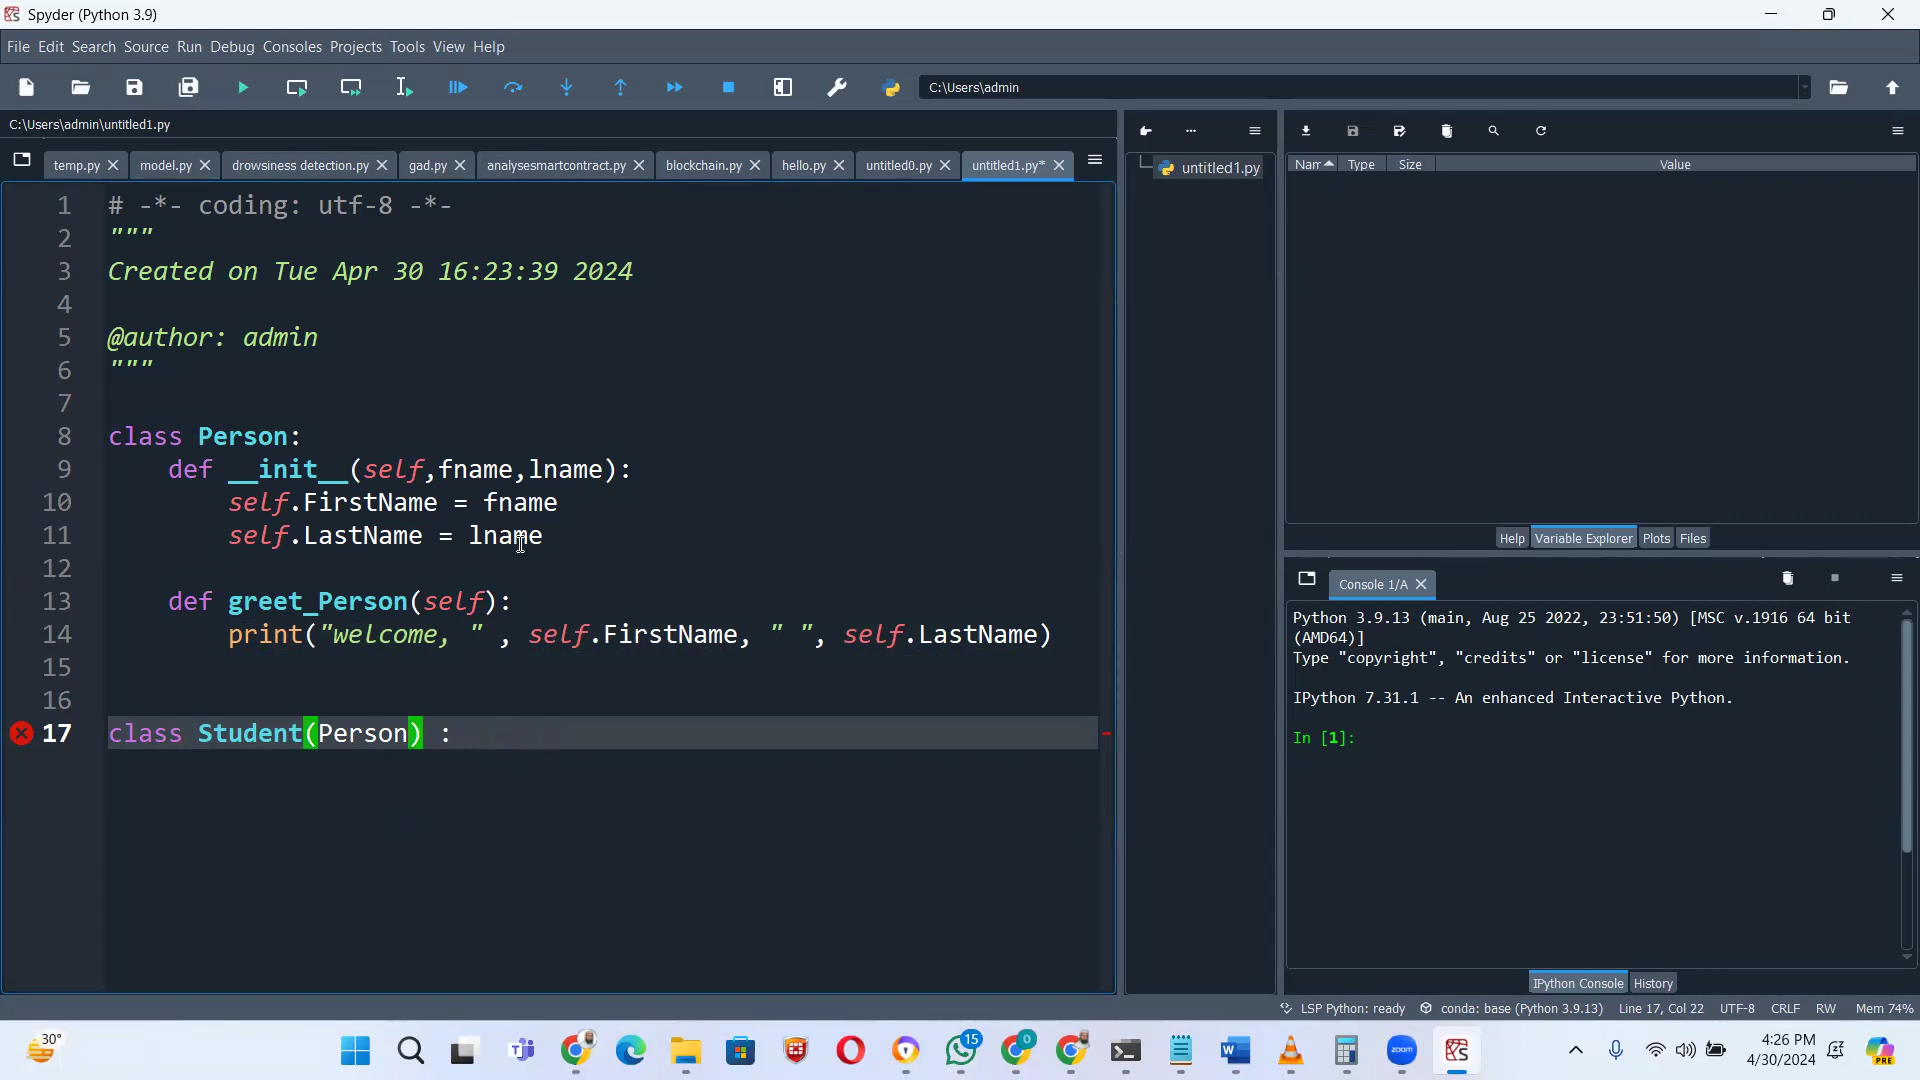 Spyder (Python 3.9)
File Edit Search Source Run Debug Consoles Projects Tools View Help
C:\Users\admin
C:\Users\admin\untitled1.py
temp.py model.py drowsiness detection.py gad.py analysesmartcontract.py blockchain.py hello.py untitled0.py untitled1.py*
untitled1.py
Nam Type Size Value
1 # -*- coding: utf-8 -*-
2 """
3 Created on Tue Apr 30 16:23:39 2024
4
5 @author: admin
6 """
7
8 class Person:
9 def __init__(self,fname,lname):
10 self.FirstName = fname
11 self.LastName = lname
12
13 def greet_Person(self):
14 print("welcome, " , self.FirstName, " ", self.LastName)
15
16
17 class Student(Person) :
Help Variable Explorer Plots Files
Console 1/A
Python 3.9.13 (main, Aug 25 2022, 23:51:50) [MSC v.1916 64 bit
(AMD64)]
Type "copyright", "credits" or "license" for more information.
IPython 7.31.1 -- An enhanced Interactive Python.
In [1]:
IPython Console History
LSP Python: ready conda: base (Python 3.9.13) Line 17, Col 22 UTF-8 CRLF RW Mem 74%
30°
15
0
zoom
4:26 PM
4/30/2024
PRE